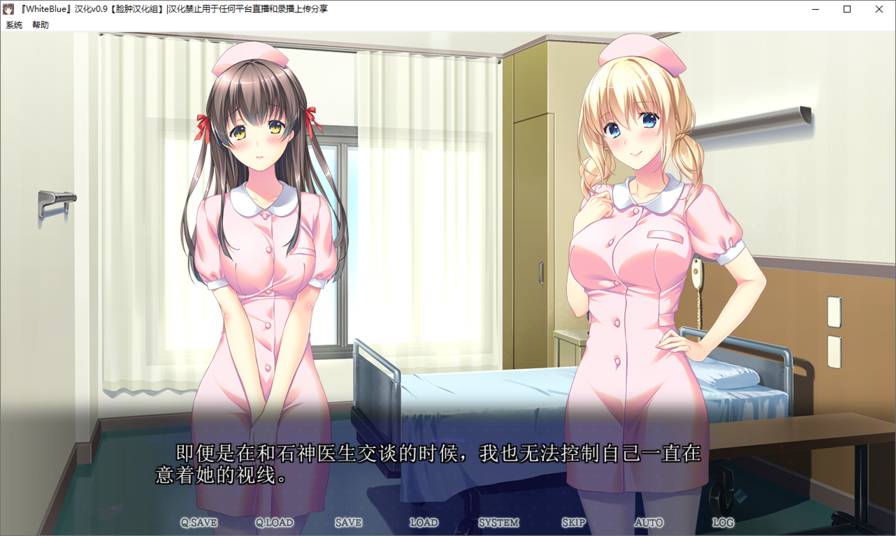 『WhiteBlue』汉化v0.9【脸肿汉化组】|汉化禁止用于任何平台直播和录播上传分享
系统 帮助
即便是在和石神医生交谈的时候，我也无法控制自己一直在
意着她的视线。
Q.SAVE Q.LOAD SAVE LOAD SYSTEM SKIP AUTO LOG